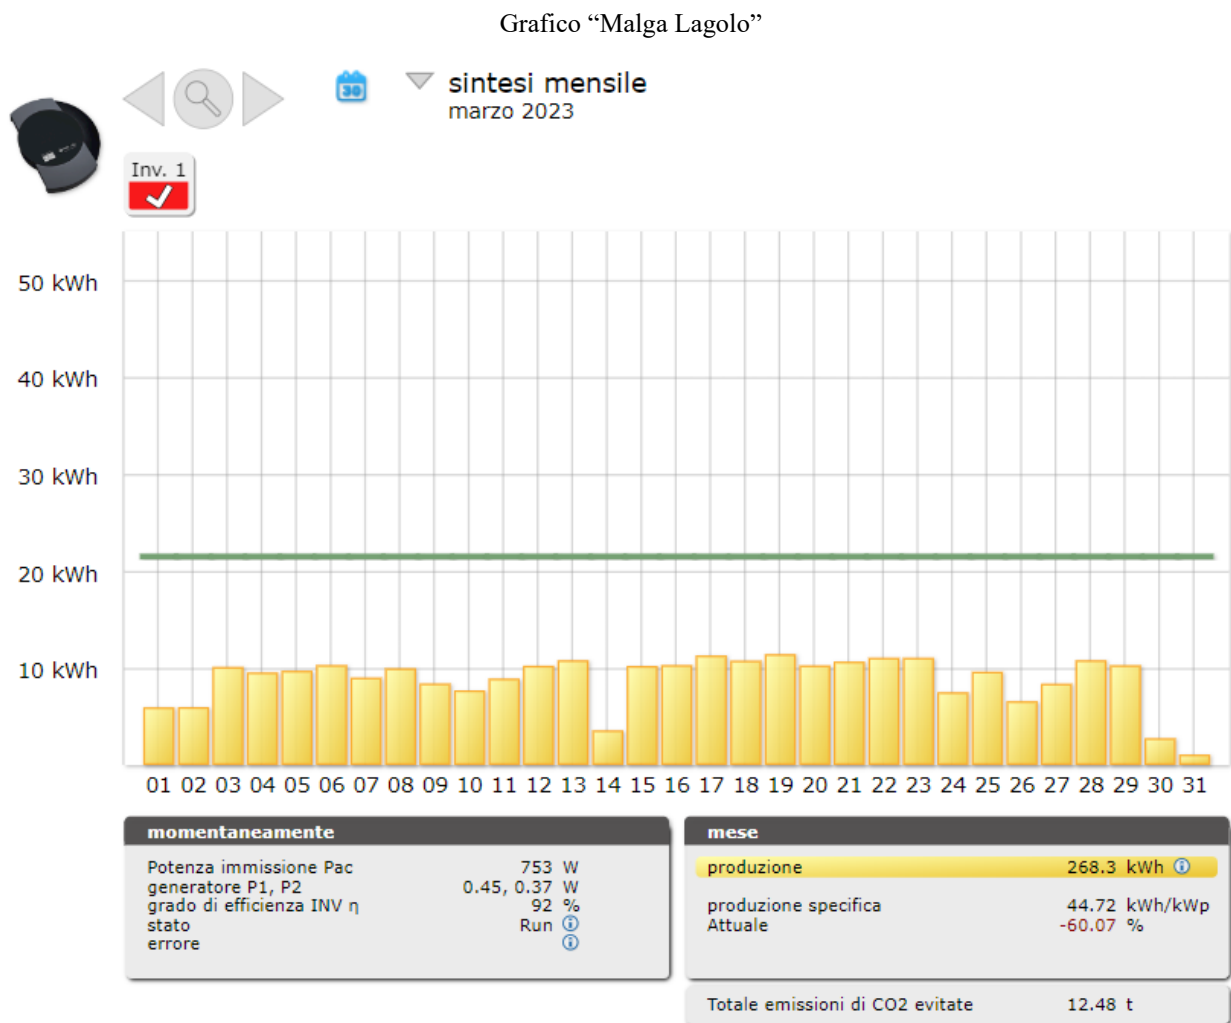 Grafico “Malga Lagolo”
30
sintesi mensile
marzo 2023
Inv. 1
50 kWh
40 kWh
30 kWh
20 kWh
10 kWh
01 02 03 04 05 06 07 08 09 10 11 12 13 14 15 16 17 18 19 20 21 22 23 24 25 26 27 28 29 30 31
momentaneamente
Potenza immissione Pac 753 W
generatore P1, P2 0.45, 0.37 W
grado di efficienza INV η 92 %
stato Run
errore
mese
produzione 268.3 kWh
produzione specifica 44.72 kWh/kWp
Attuale -60.07 %
Totale emissioni di CO2 evitate 12.48 t